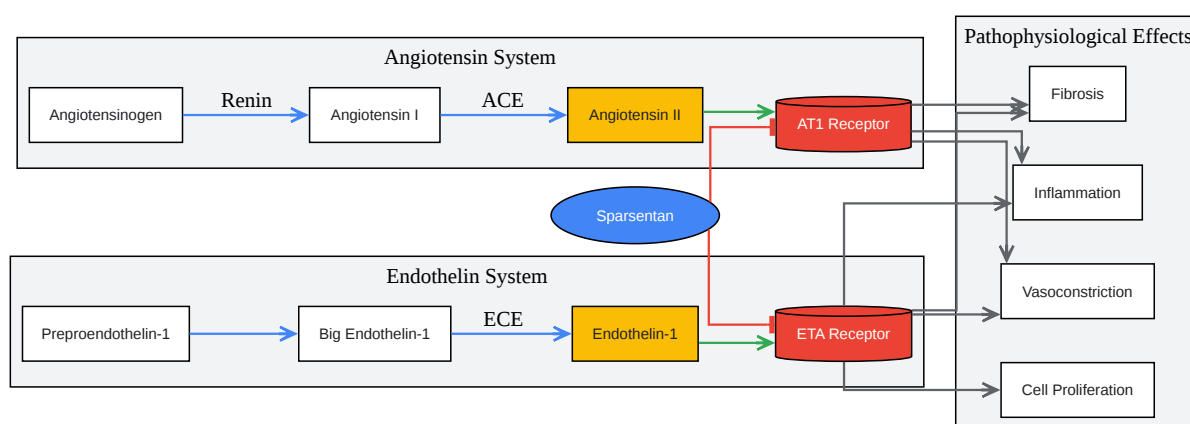 Pathophysiological Effects
Angiotensin System
Angiotensinogen
Renin
Angiotensin I
ACE
Angiotensin II
AT1 Receptor
Fibrosis
Inflammation
Sparsentan
Endothelin System
Vasoconstriction
Preproendothelin-1
Big Endothelin-1
ECE
Endothelin-1
ETA Receptor
Cell Proliferation